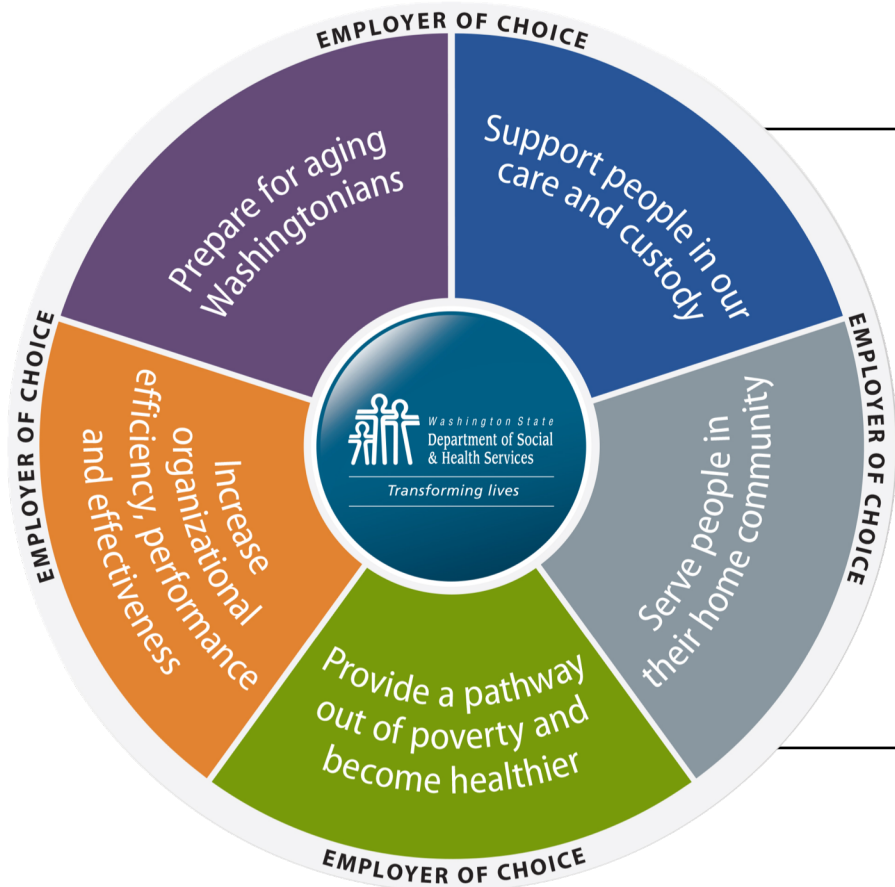 EMPLOYER OF CHOICE
Prepare for aging
Washingtonians
Support people in our
care and custody
EMPLOYER OF CHOICE
EMPLOYER OF CHOICE
Increase
organizational
efficiency, performance
and effectiveness
Washington State
Department of Social
& Health Services
Transforming lives
Serve people in
their home community
Provide a pathway
out of poverty and
become healthier
EMPLOYER OF CHOICE